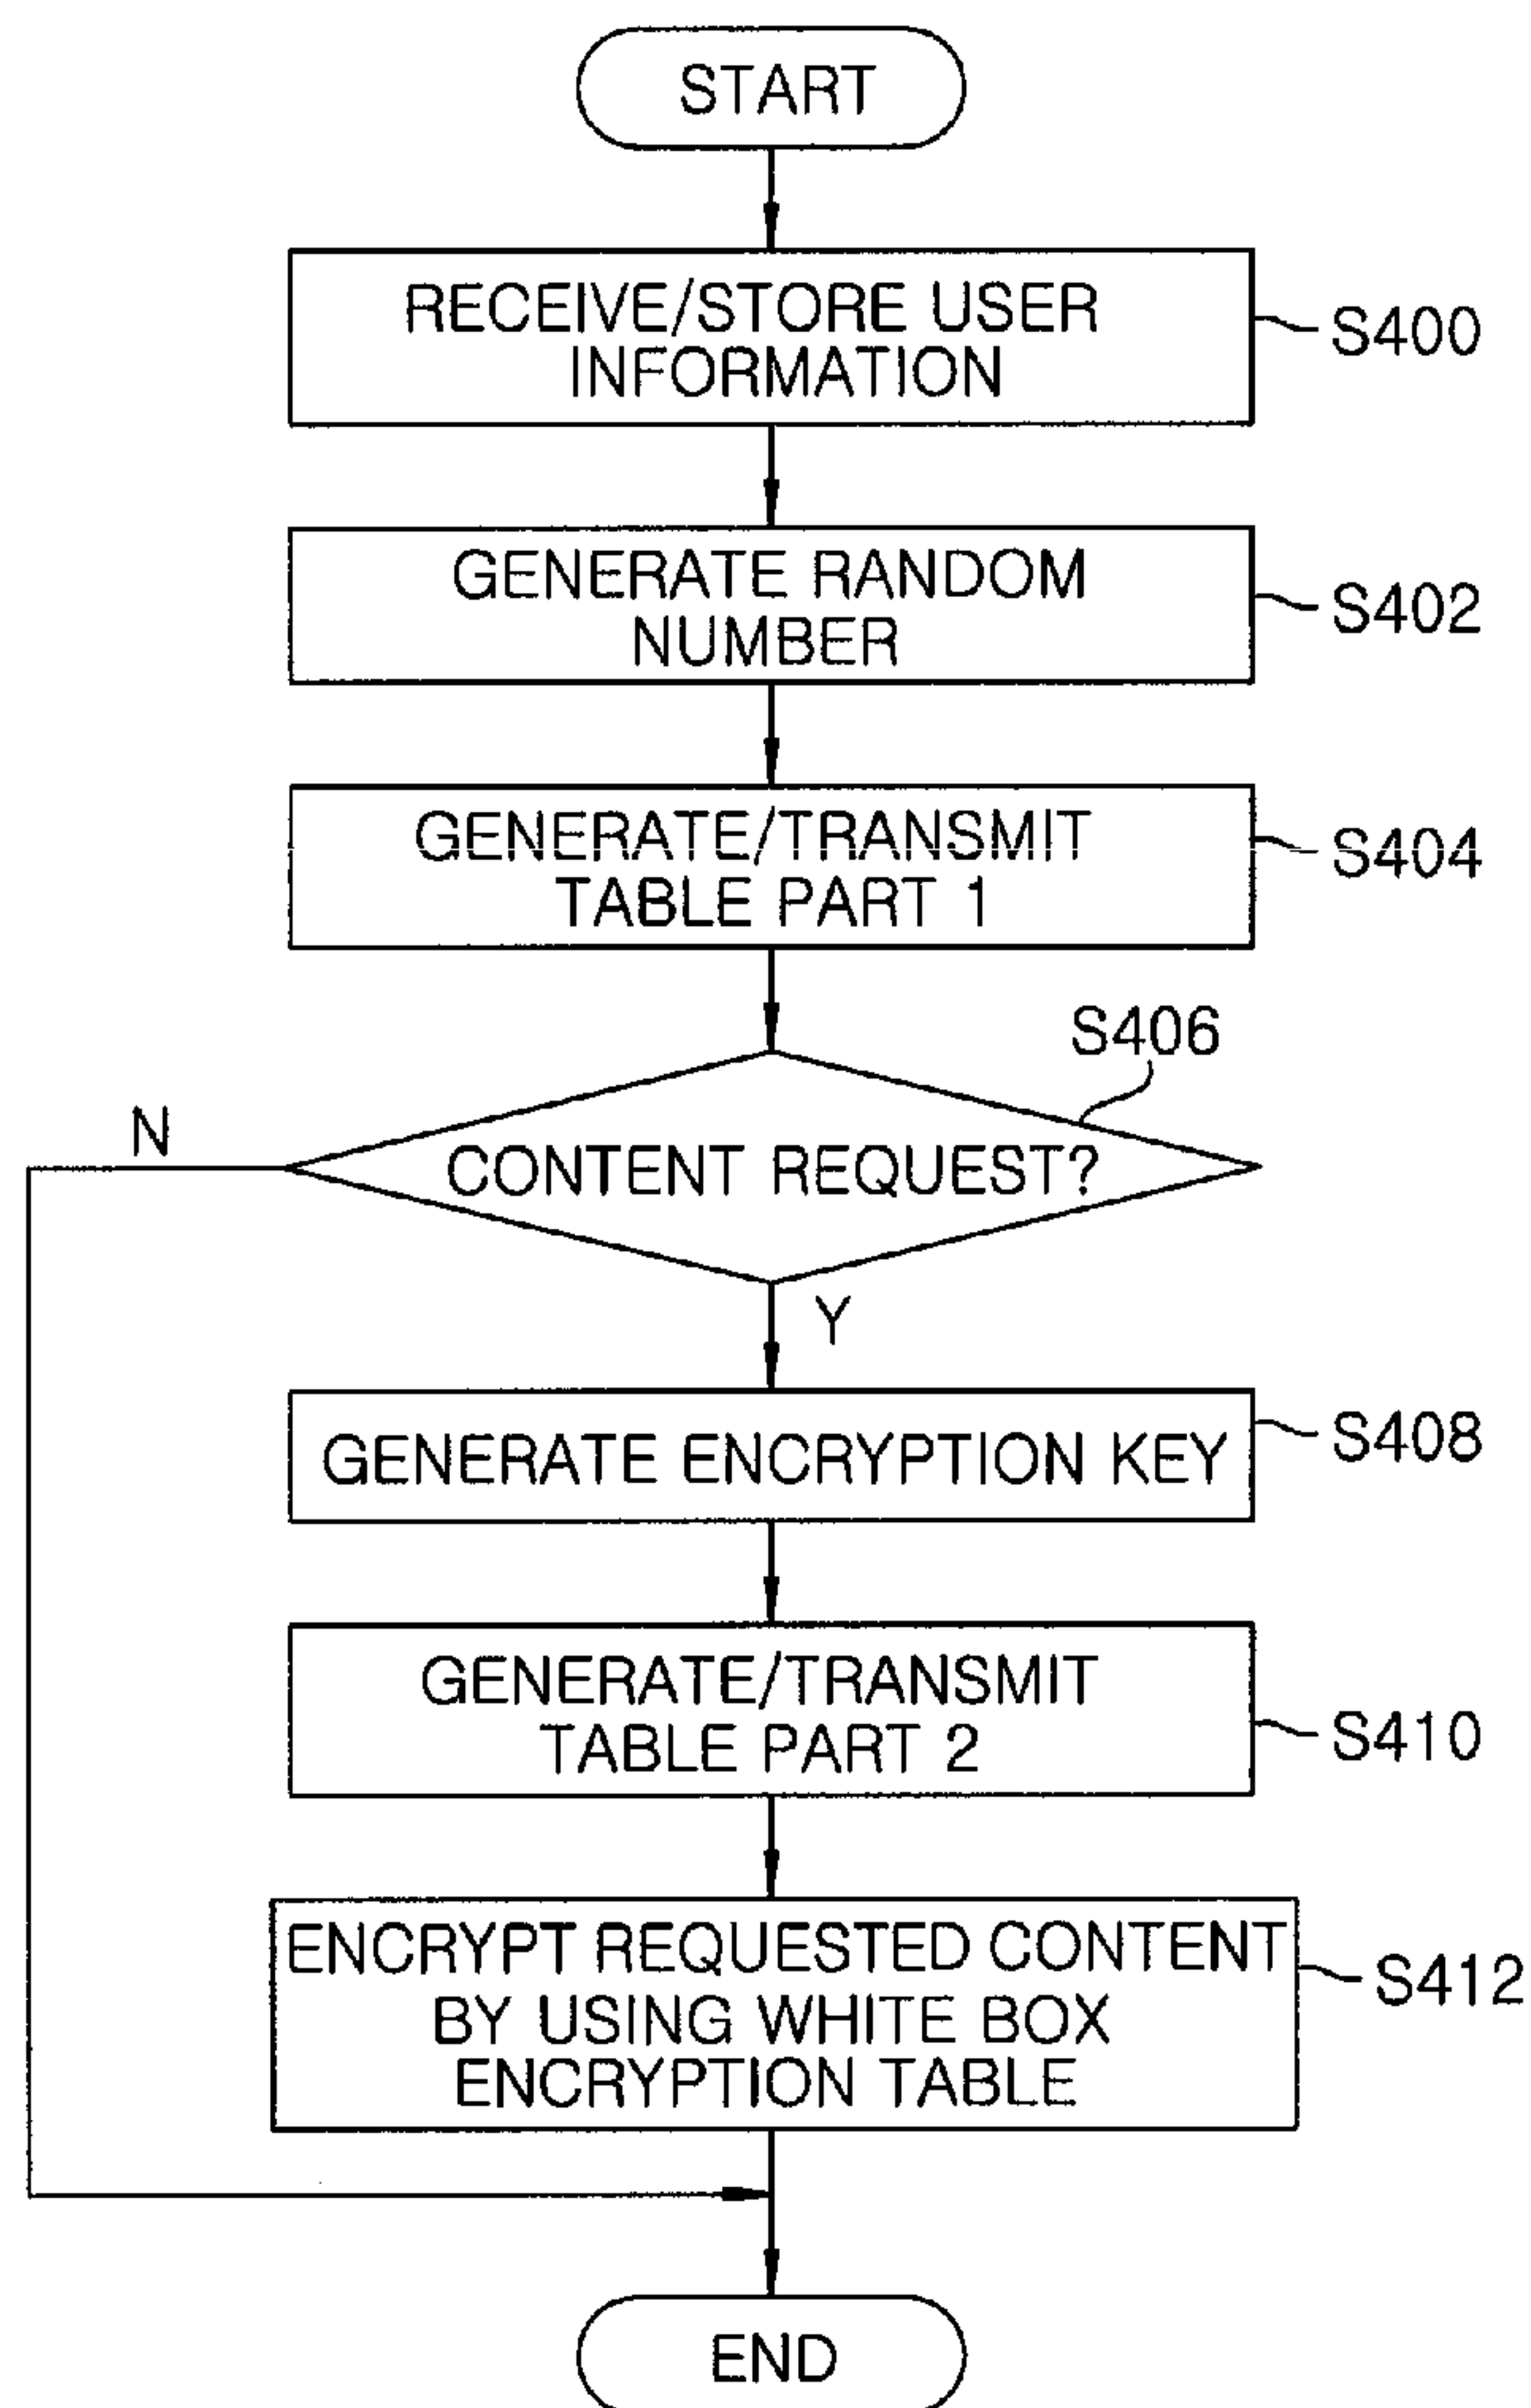 START
RECEIVE/STORE USER
INFORMATION
S400
GENERATE RANDOM
NUMBER
S402
GENERATE/TRANSMIT
TABLE PART 1
S404
S406
N
CONTENT REQUEST?
Y
GENERATE ENCRYPTION KEY
S408
GENERATE/TRANSMIT
TABLE PART 2
S410
ENCRYPT REQUESTED CONTENT
BY USING WHITE BOX
ENCRYPTION TABLE
S412
END